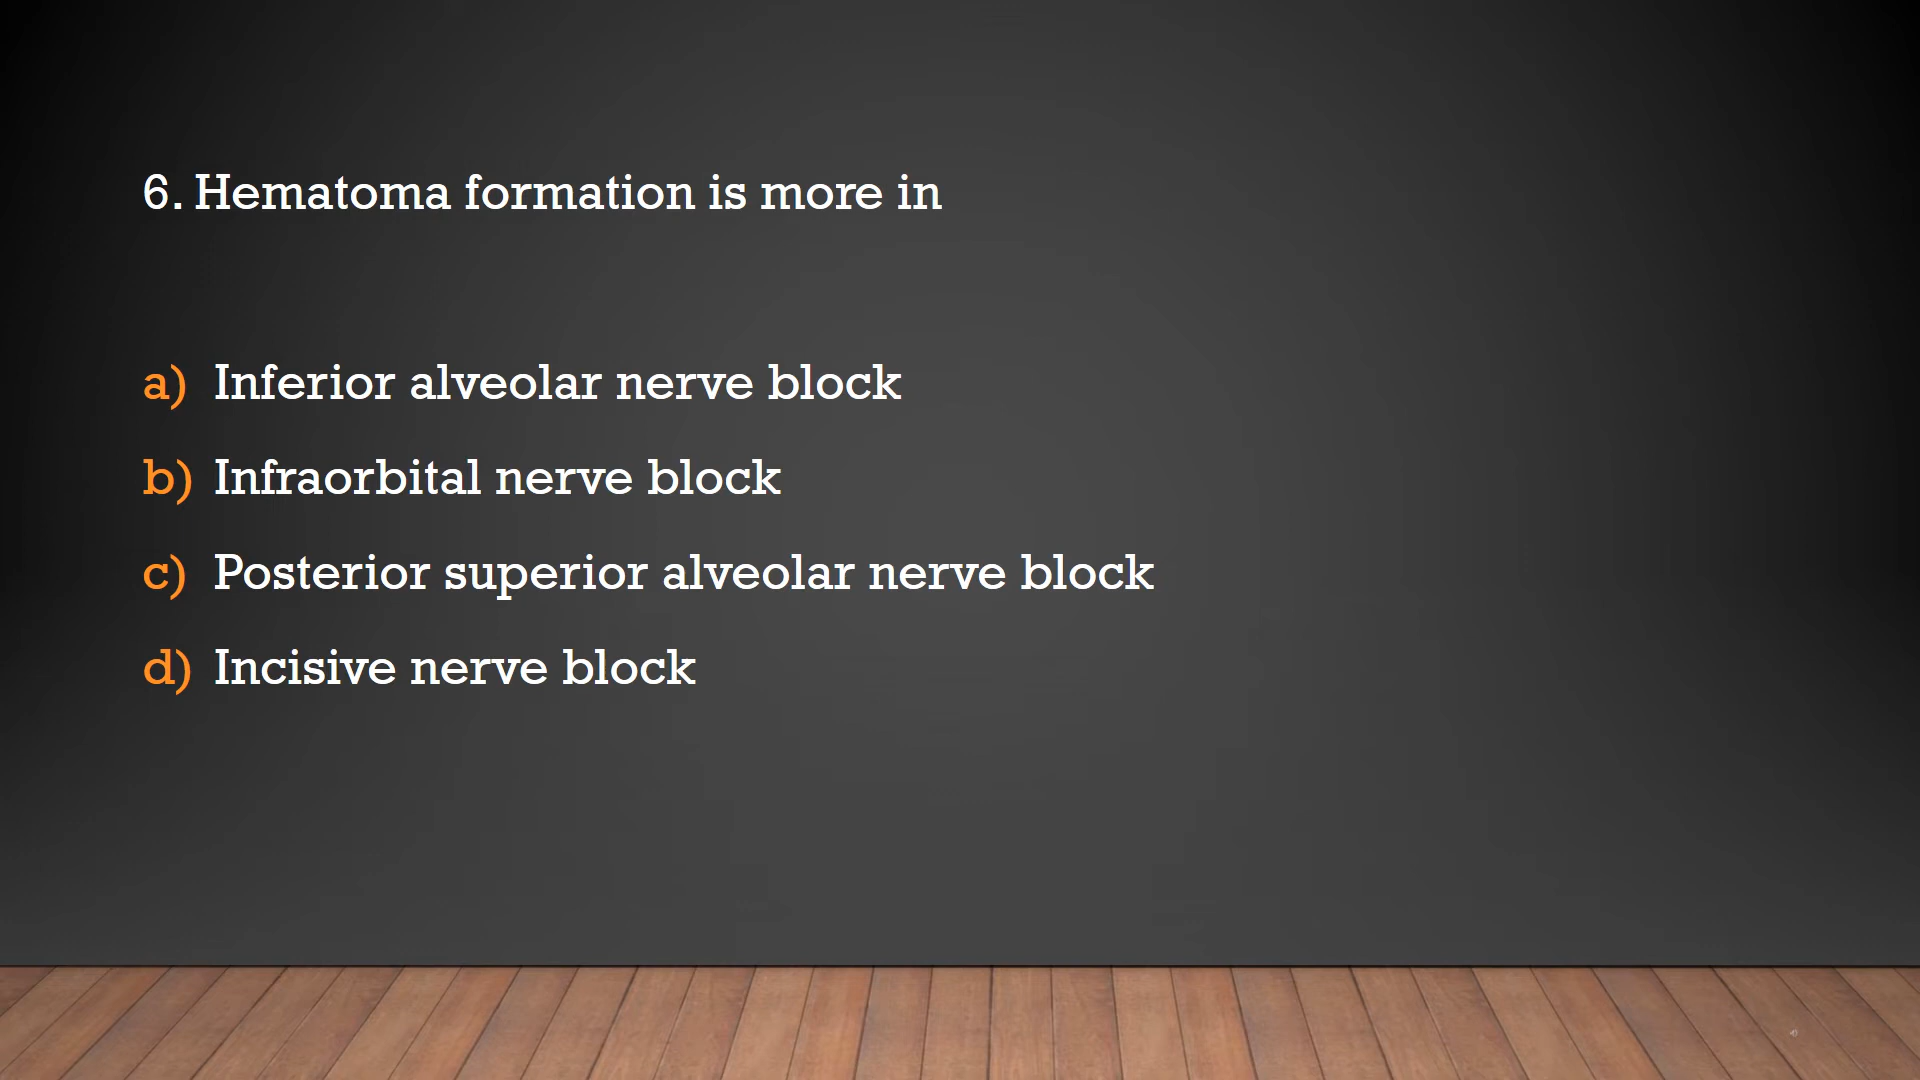 6. Hematoma formation is more in
a) Inferior alveolar nerve block
b) Infraorbital nerve block
c) Posterior superior alveolar nerve block
d) Incisive nerve block